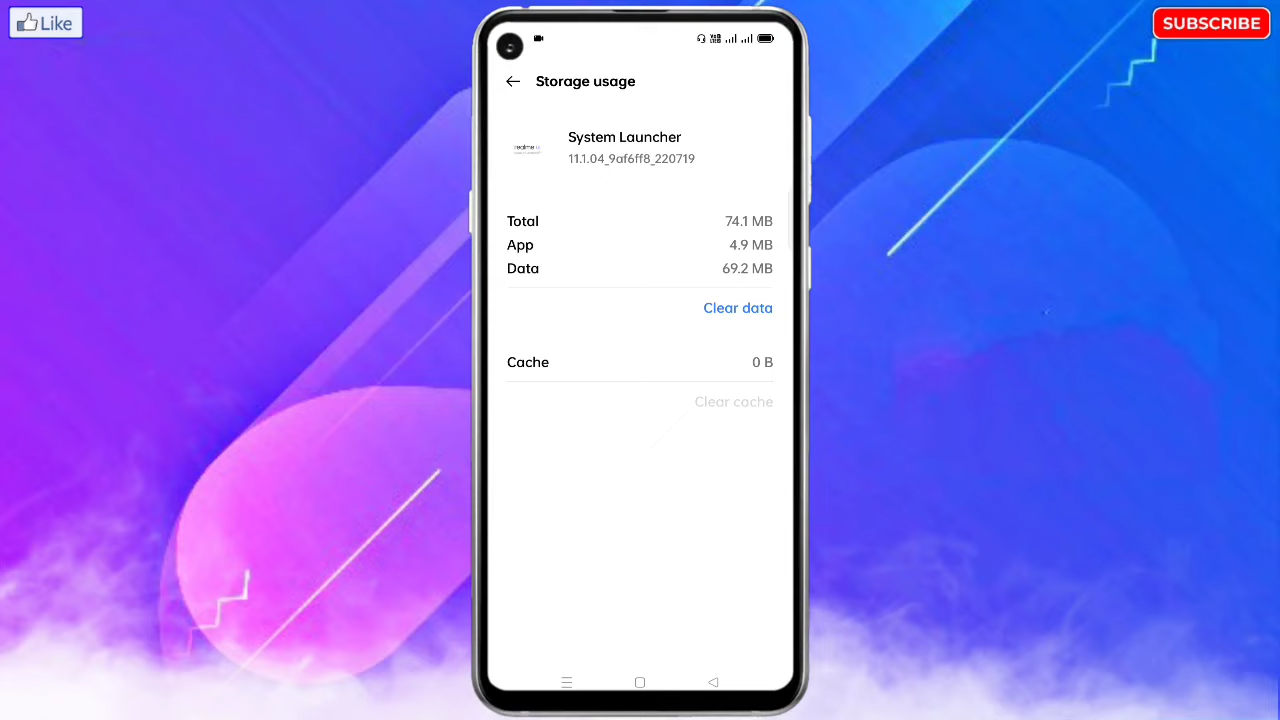 Like
SUBSCRIBE
Storage usage
realme
System Launcher
11.1.04_9af6ff8_220719
Total 74.1 MB
App 4.9 MB
Data 69.2 MB
Clear data
Cache 0 B
Clear cache